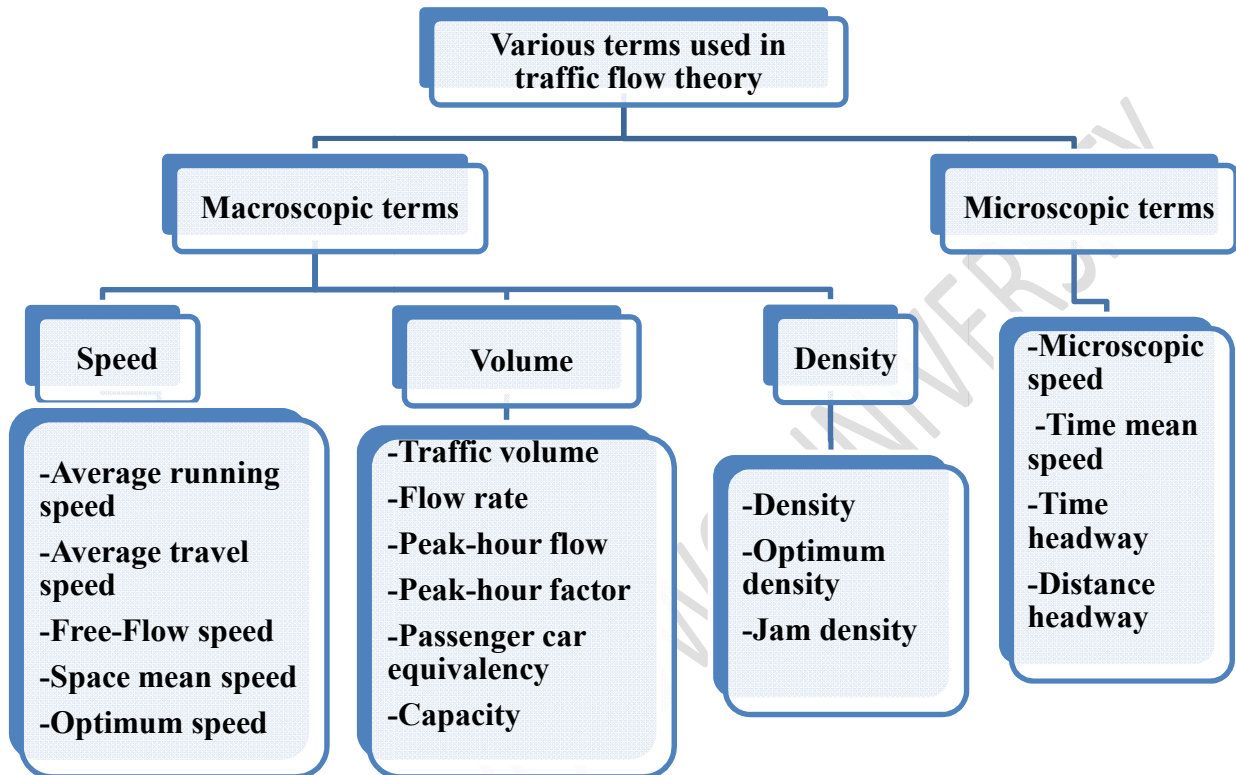 Various terms used in
traffic flow theory
Macroscopic terms
Microscopic terms
Speed
Volume
Density
-Average running
speed
-Average travel
speed
-Free-Flow speed
-Space mean speed
-Optimum speed
-Traffic volume
-Flow rate
-Peak-hour flow
-Peak-hour factor
-Passenger car
equivalency
-Capacity
-Density
-Optimum
density
-Jam density
-Microscopic
speed
-Time mean
speed
-Time
headway
-Distance
headway
UNIVERSITY